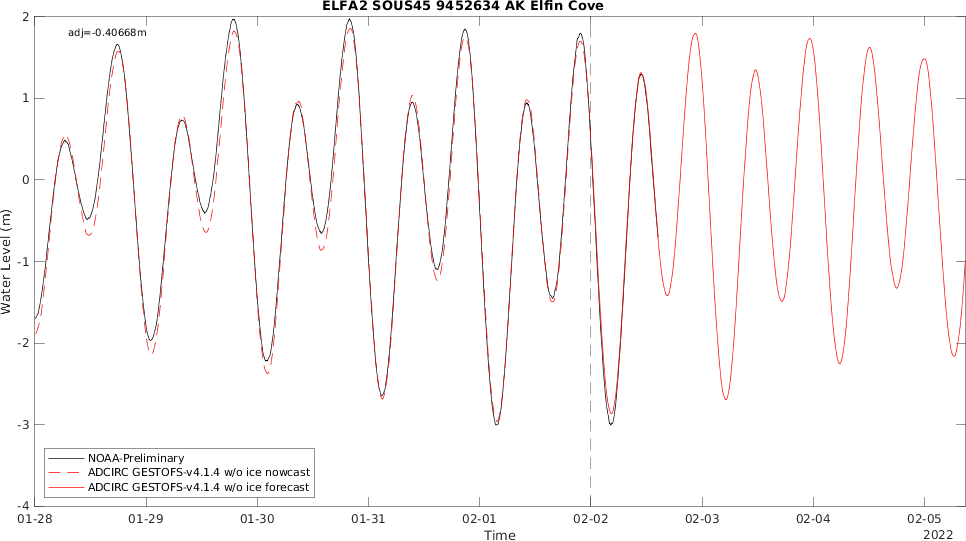 ELFA2 SOUS45 9452634 AK Elfin Cove
adj=-0.40668m
2
1
0
-1
-2
-3
-4
Water Level (m)
NOAA-Preliminary
ADCIRC GESTOFS-v4.1.4 w/o ice nowcast
ADCIRC GESTOFS-v4.1.4 w/o ice forecast
01-28 01-29 01-30 01-31 02-01 02-02 02-03 02-04 02-05
Time
2022